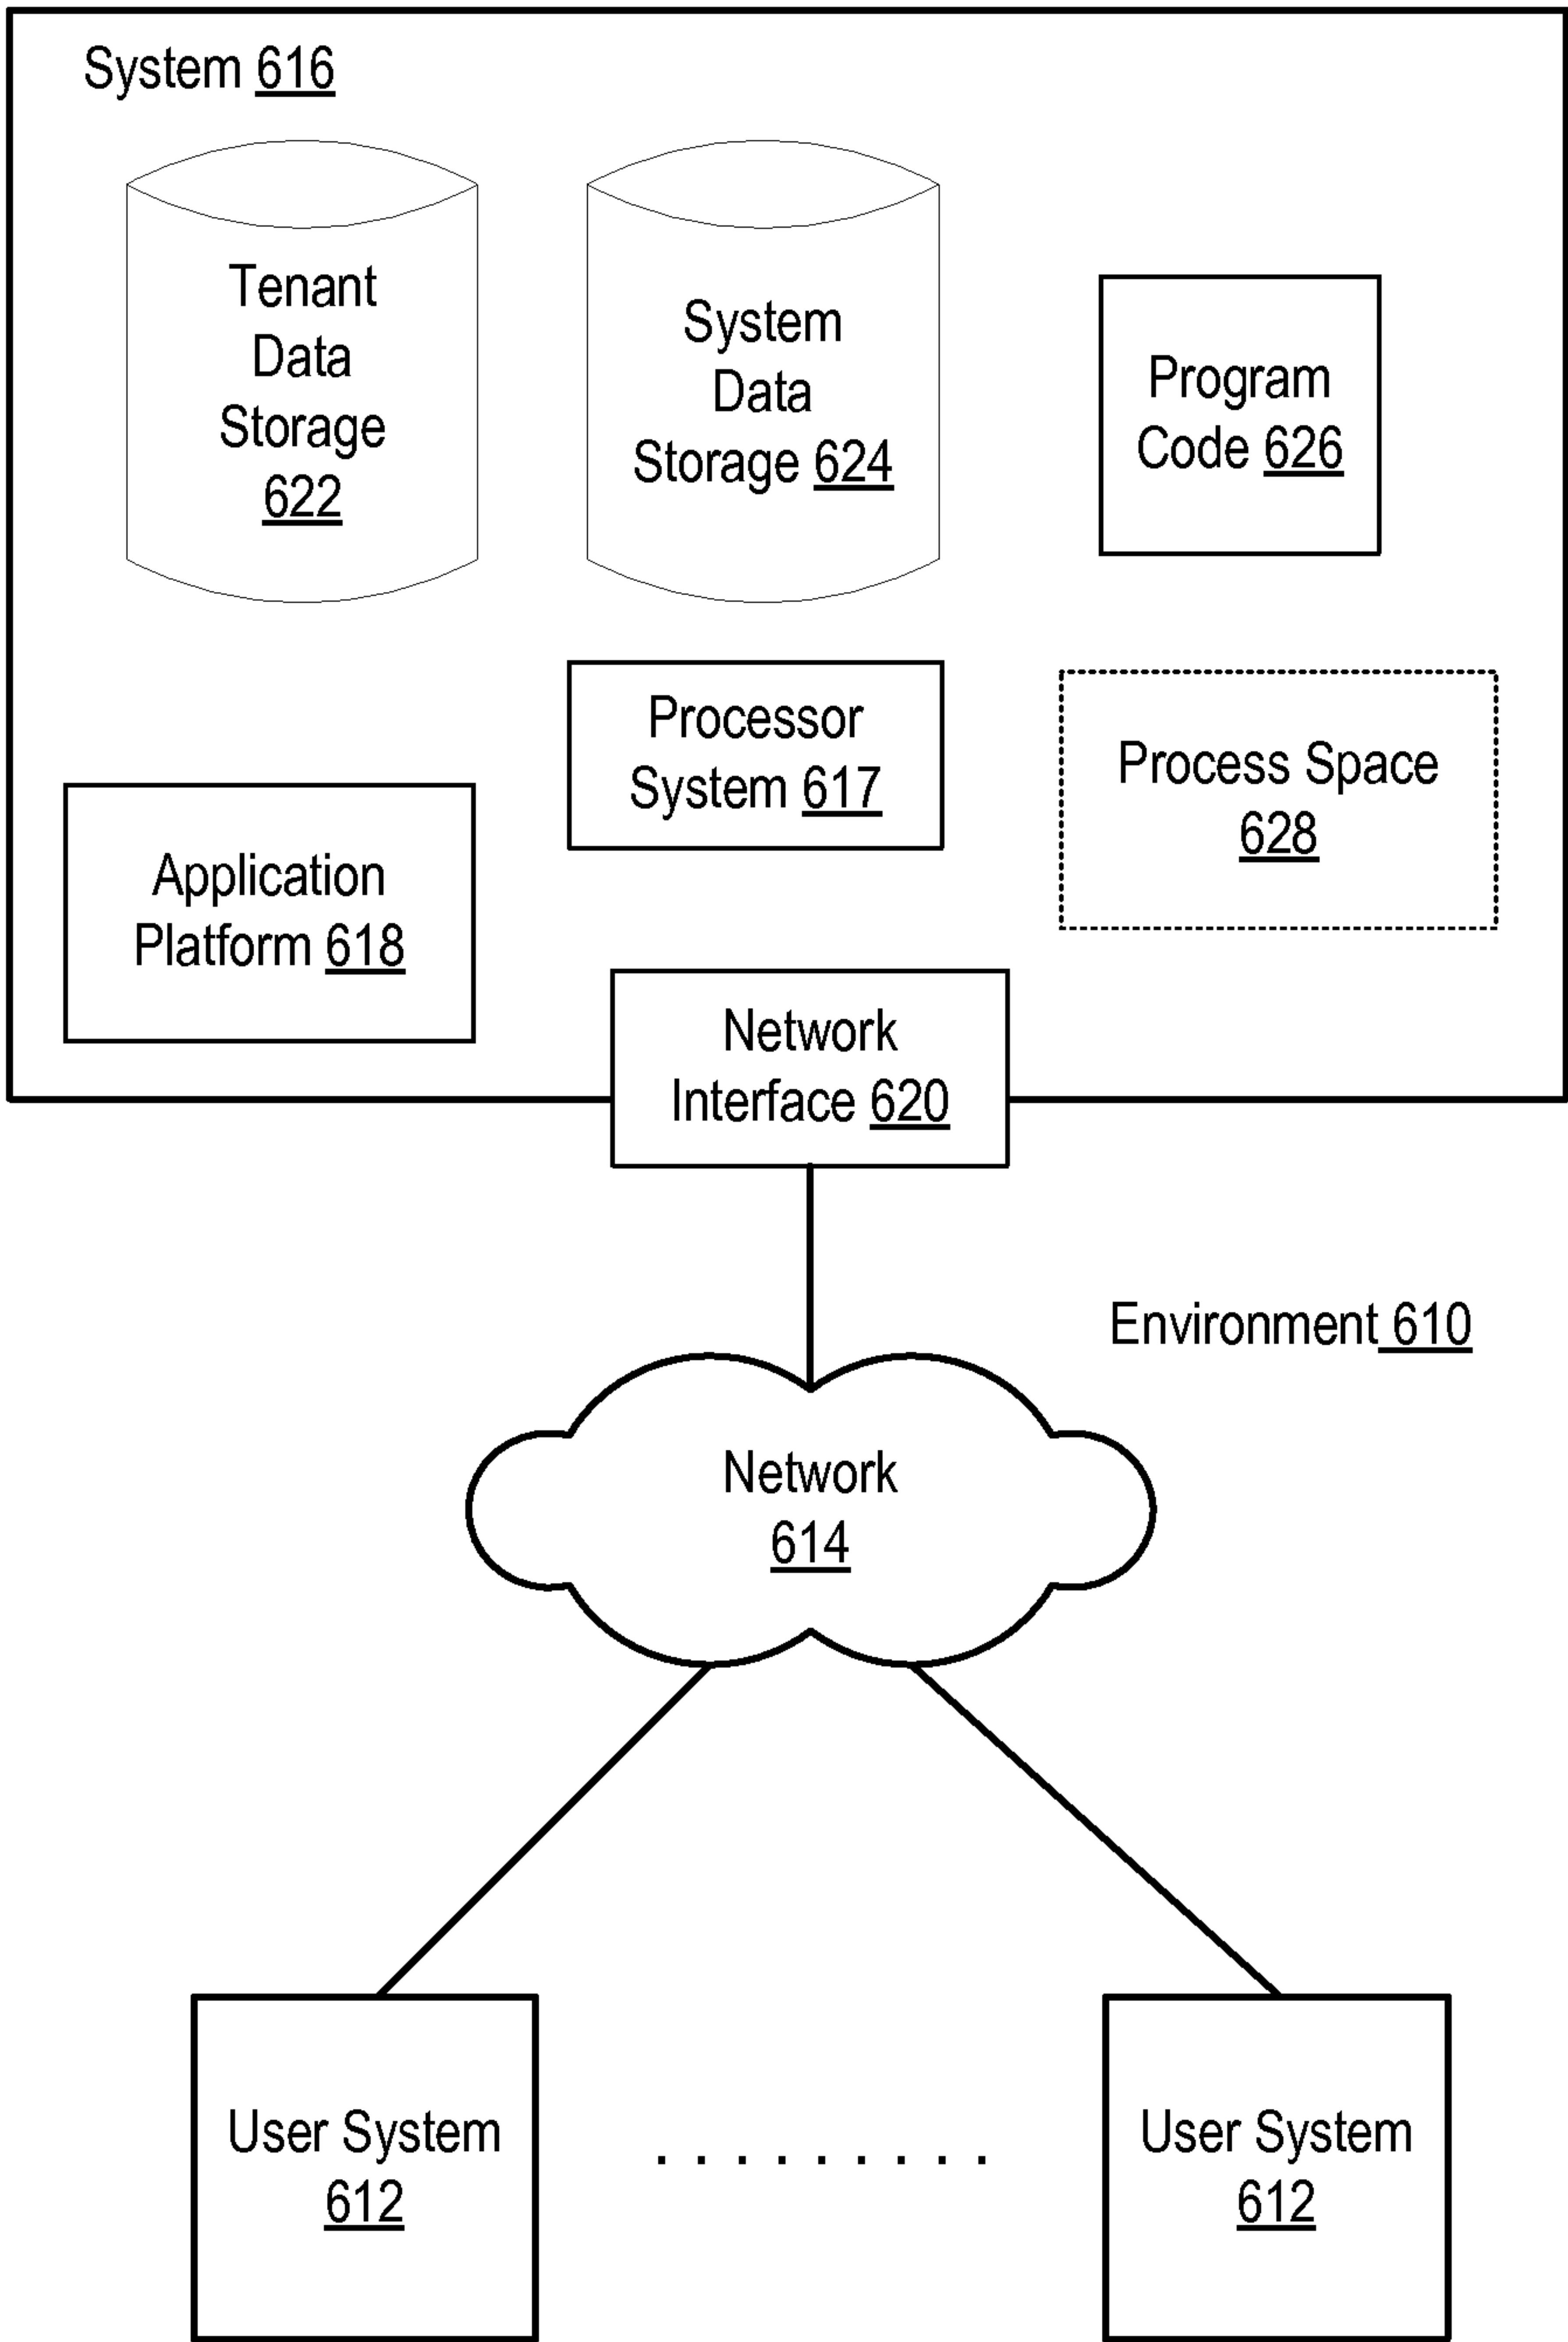 System 616
Tenant
Data
Storage
622
System
Data
Storage 624
Program
Code 626
Processor
System 617
Process Space
628
Application
Platform 618
Network
Interface 620
Environment 610
Network
614
User System
612
. . . . . . . . .
User System
612